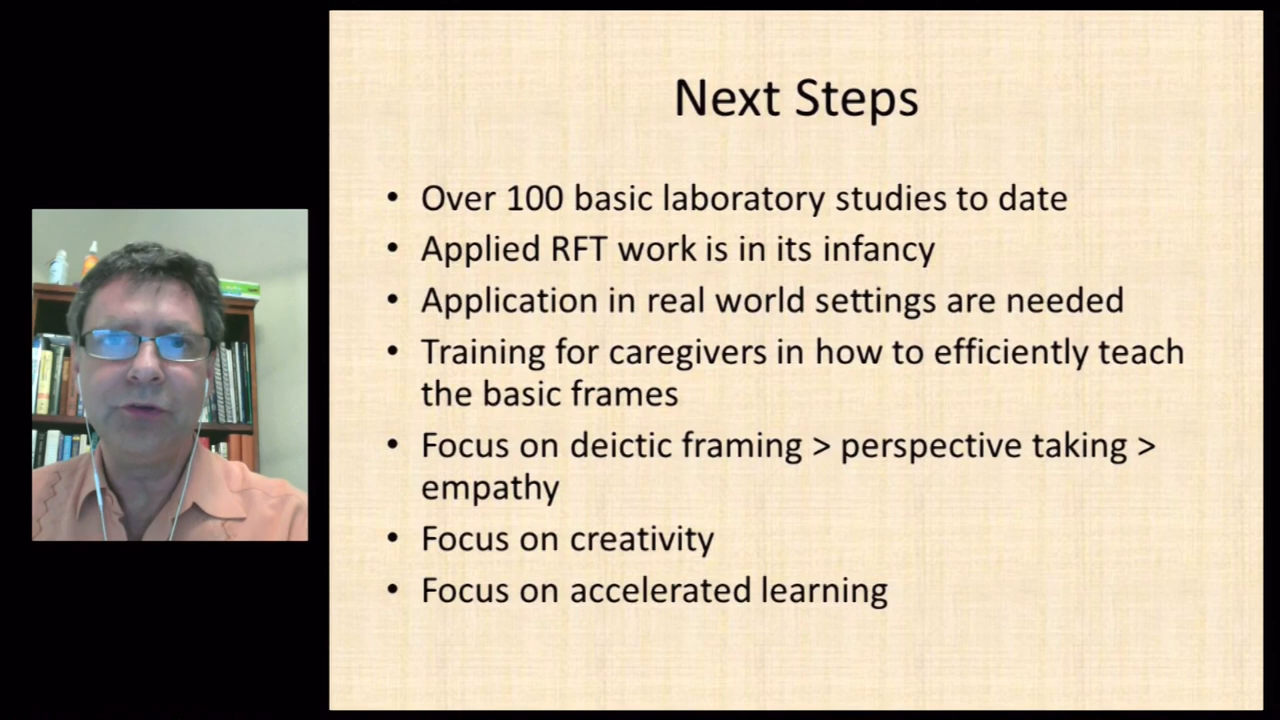 Next Steps
• Over 100 basic laboratory studies to date
• Applied RFT work is in its infancy
• Application in real world settings are needed
• Training for caregivers in how to efficiently teach
the basic frames
• Focus on deictic framing > perspective taking >
empathy
• Focus on creativity
• Focus on accelerated learning